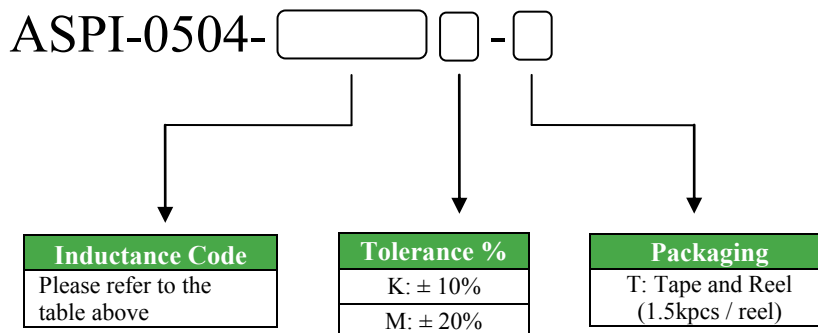 ASPI-0504- -
Inductance Code
Please refer to the
table above
Tolerance %
K: ± 10%
M: ± 20%
Packaging
T: Tape and Reel
(1.5kpcs / reel)